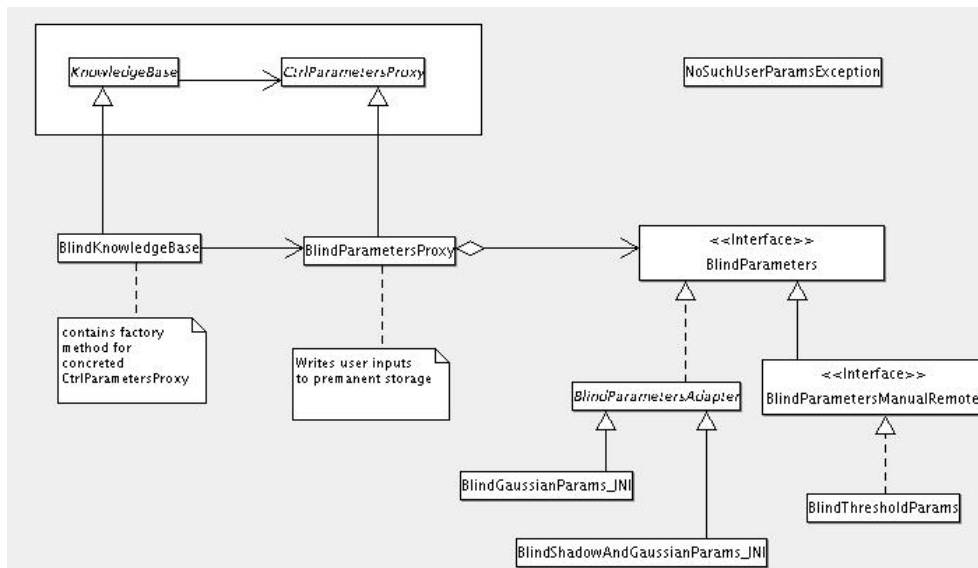 KnowledgeBase
CtrlParametersProxy
NoSuchUserParamsException
BlindKnowledgeBase
BlindParametersProxy
<<Interface>>
BlindParameters
contains factory
method for
concreted
CtrlParametersProxy
Writes user inputs
to premanent storage
<<Interface>>
BlindParametersManualRemote
BlindParametersAdapter
BlindGaussianParams_INI
BlindThresholdParams
BlindShadowAndGaussianParams_INI